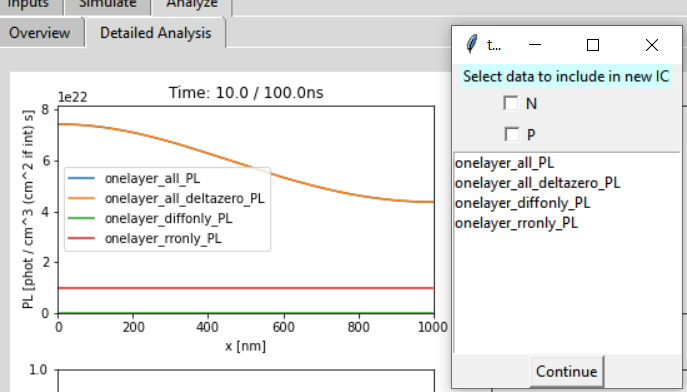 Inputs
Simulate
Analyze
Overview
Detailed Analysis
t...
Select data to include in new IC
N
P
onelayer_all_PL
onelayer_all_deltazero_PL
onelayer_diffonly_PL
onelayer_rronly_PL
Continue
1e22
Time: 10.0 / 100.0ns
PL [phot / cm^3 (cm^2 if int) s]
8
6
4
2
0
onelayer_all_PL
onelayer_all_deltazero_PL
onelayer_diffonly_PL
onelayer_rronly_PL
0
200
400
600
800
1000
x [nm]
1.0